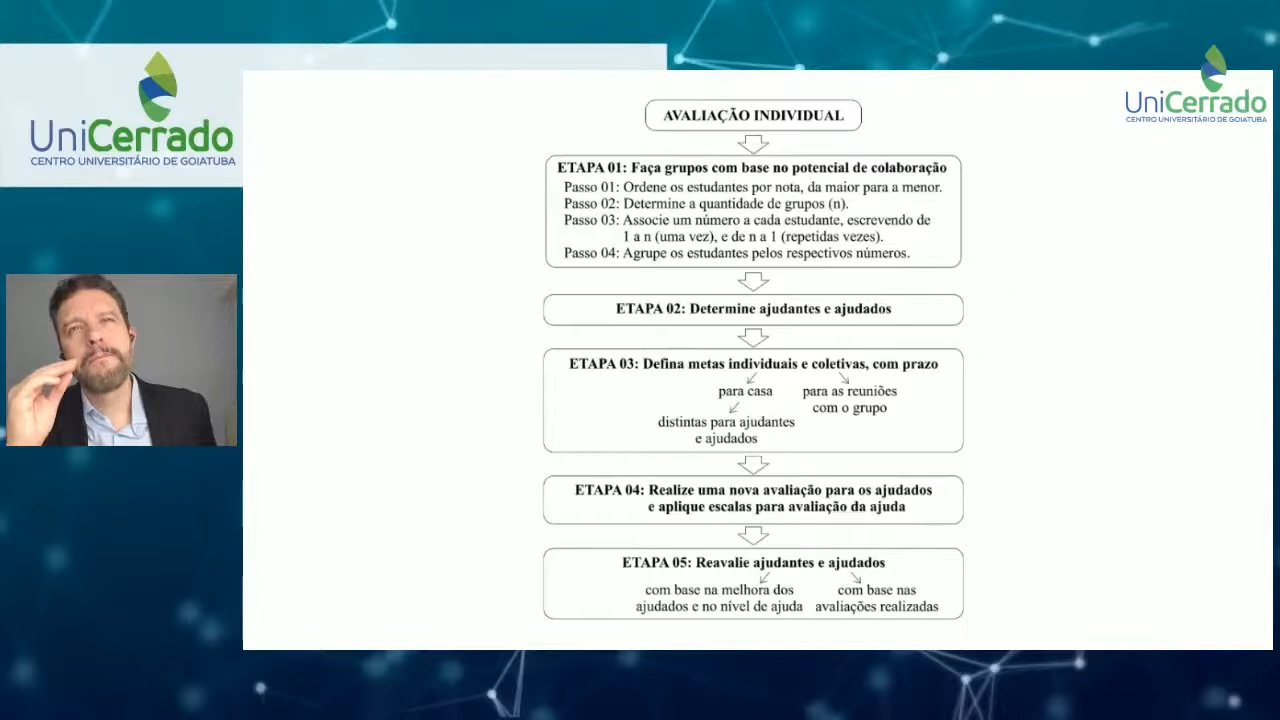 UniCerrado
CENTRO UNIVERSITÁRIO DE GOIATUBA
UniCerrado
CENTRO UNIVERSITÁRIO DE GOIATUBA
AVALIAÇÃO INDIVIDUAL
ETAPA 01: Faça grupos com base no potencial de colaboração
Passo 01: Ordene os estudantes por nota, da maior para a menor.
Passo 02: Determine a quantidade de grupos (n).
Passo 03: Associe um número a cada estudante, escrevendo de
1 a n (uma vez), e de n a 1 (repetidas vezes).
Passo 04: Agrupe os estudantes pelos respectivos números.
ETAPA 02: Determine ajudantes e ajudados
ETAPA 03: Defina metas individuais e coletivas, com prazo
para casa
distintas para ajudantes
e ajudados
para as reuniões
com o grupo
ETAPA 04: Realize uma nova avaliação para os ajudados
e aplique escalas para avaliação da ajuda
ETAPA 05: Reavalie ajudantes e ajudados
com base na melhora dos
ajudados e no nível de ajuda
com base nas
avaliações realizadas